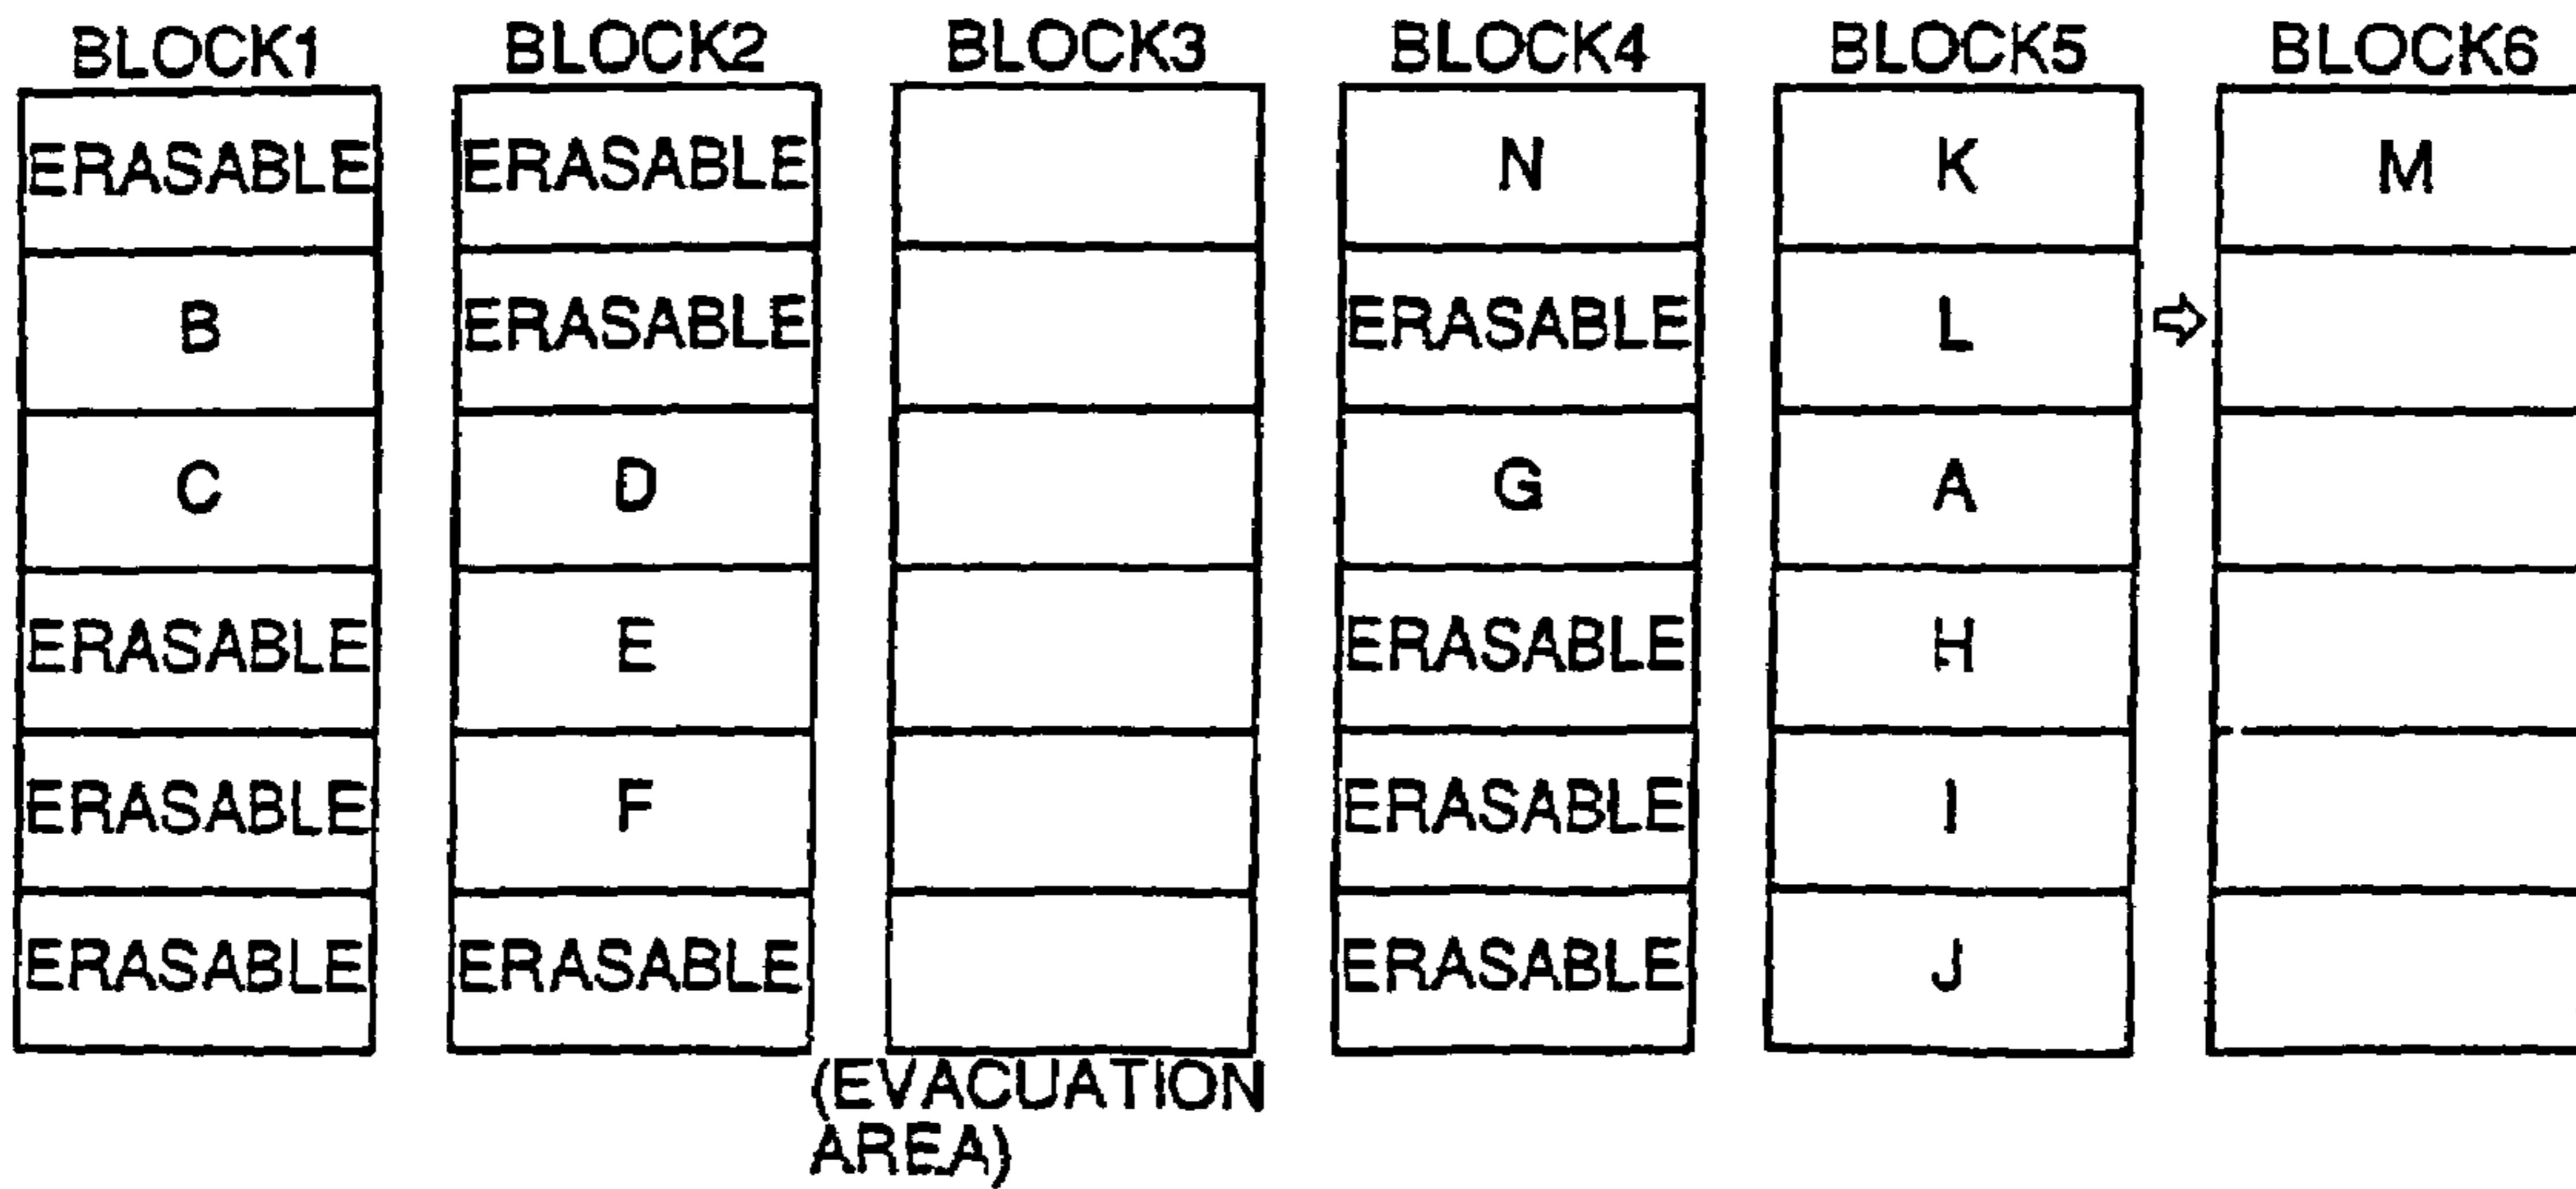 BLOCK1 BLOCK2 BLOCK3 BLOCK4 BLOCK5 BLOCK6
ERASABLE ERASABLE N K M
B ERASABLE ERASABLE L
C D G A
ERASABLE E ERASABLE H
ERASABLE F ERASABLE I
ERASABLE ERASABLE ERASABLE J
(EVACUATION
AREA)